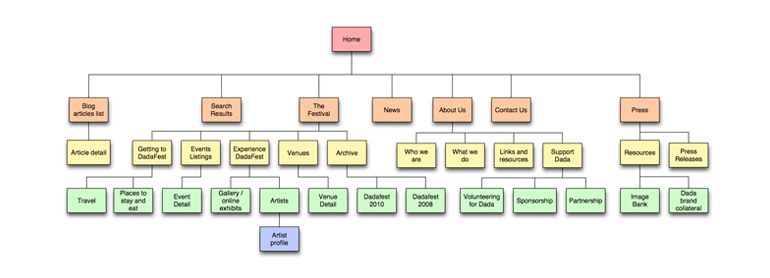 Home
Blog
articles list
Search
Results
The
Festival
News
About Us
Contact Us
Press
Article detail
Getting to
DadaFest
Events
Listings
Experience
DadaFest
Venues
Archive
Who we
are
What we
do
Links and
resources
Support
Dada
Resources
Press
Releases
Travel
Places to
stay and
eat
Event
Detail
Gallery /
online
exhibits
Artists
Venue
Detail
Dadafest
2010
Dadafest
2008
Volunteering
for Dada
Sponsorship
Partnership
Image
Bank
Dada
brand
collateral
Artist
profile